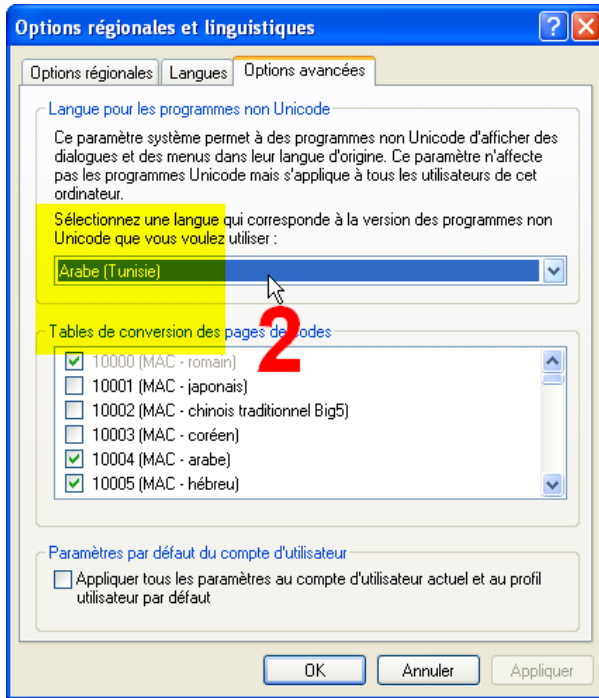 Options régionales et linguistiques
Options régionales Langues Options avancées
Langue pour les programmes non Unicode
Ce paramètre système permet à des programmes non Unicode d'afficher des
dialogues et des menus dans leur langue d'origine. Ce paramètre n'affecte
pas les programmes Unicode mais s'applique à tous les utilisateurs de cet
ordinateur.
Sélectionnez une langue qui corresponde à la version des programmes non
Unicode que vous voulez utiliser :
Arabe (Tunisie)
2
Tables de conversion des pages de codes
10000 (MAC - romain)
10001 (MAC - japonais)
10002 (MAC - chinois traditionnel Big5)
10003 (MAC - coréen)
10004 (MAC - arabe)
10005 (MAC - hébreu)
Paramètres par défaut du compte d'utilisateur
Appliquer tous les paramètres au compte d'utilisateur actuel et au profil
utilisateur par défaut
OK Annuler Appliquer